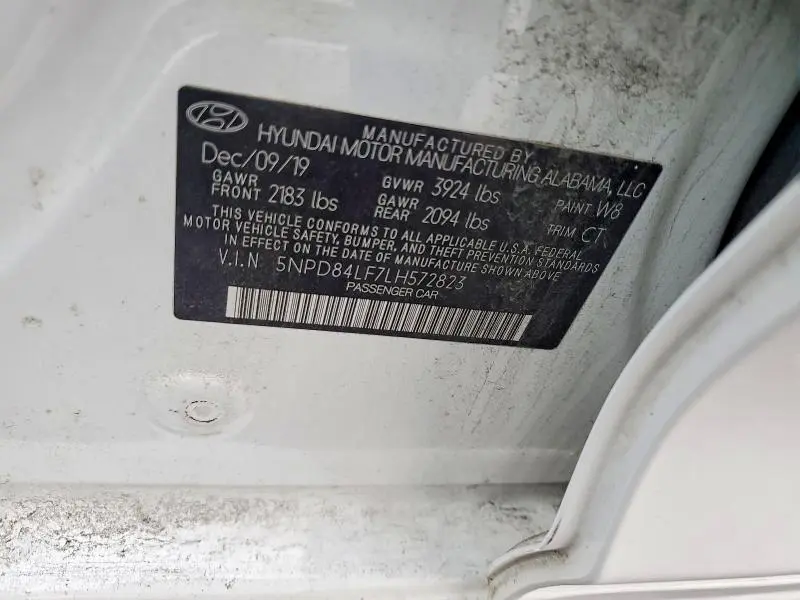 MANUFACTURED BY
HYUNDAI MOTOR MANUFACTURING ALABAMA, LLC
Dec/09/19
GAWR FRONT 2183 lbs
GVWR 3924 lbs
GAWR REAR 2094 lbs
PAINT: W8
TRIM: CT
THIS VEHICLE CONFORMS TO ALL APPLICABLE U.S.A. FEDERAL
MOTOR VEHICLE SAFETY, BUMPER, AND THEFT PREVENTION STANDARDS
IN EFFECT ON THE DATE OF MANUFACTURE SHOWN ABOVE
V.I.N 5NPD84LF7LH572823
PASSENGER CAR